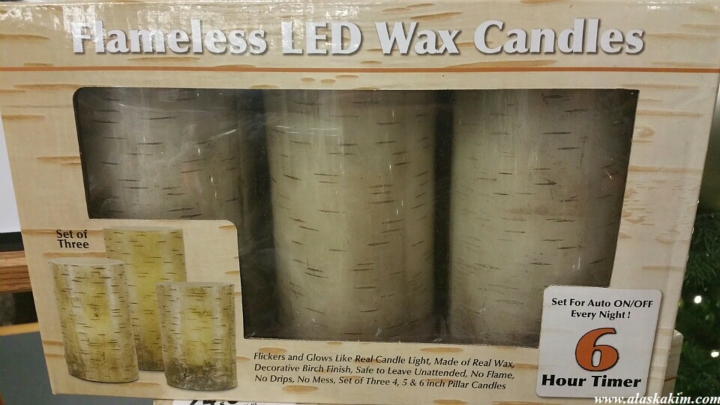 Flameless LED Wax Candles
Set of
Three
Set For Auto ON/OFF
Every Night!
6
Hour Timer
Flickers and Glows Like Real Candle Light, Made of Real Wax,
Decorative Birch Finish, Safe to Leave Unattended, No Flame,
No Drips, No Mess, Set of Three 4, 5 & 6 inch Pillar Candles
www.alaskakim.com